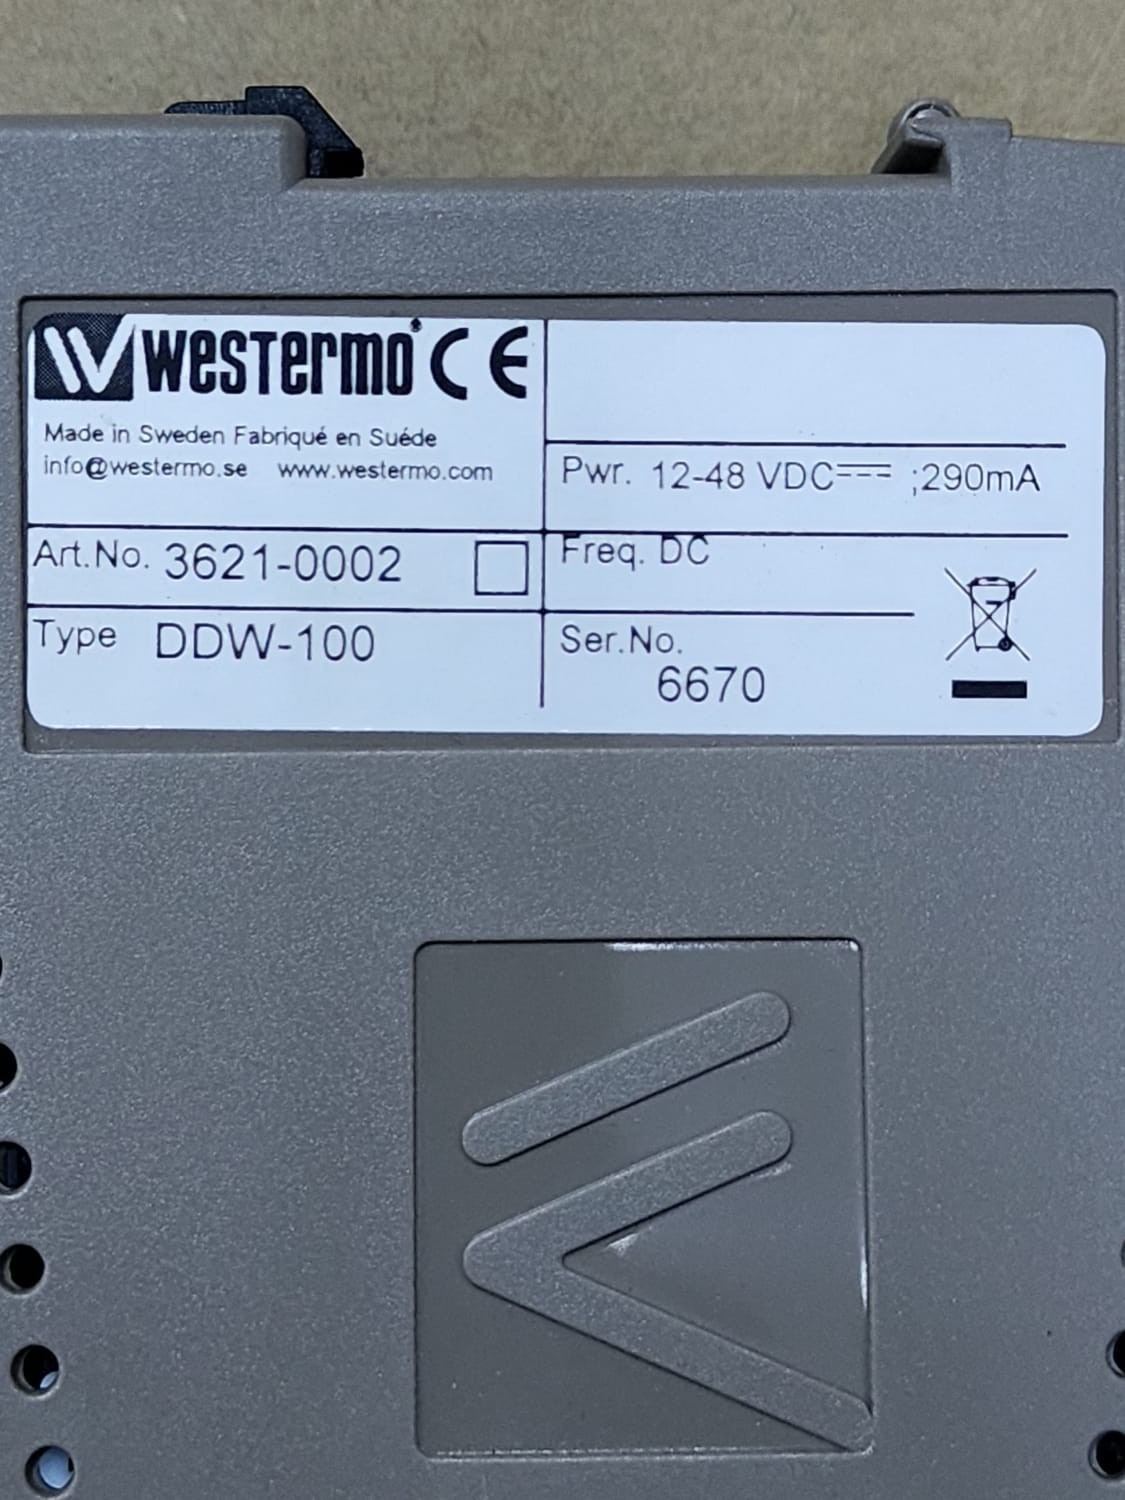 westermo® CE
Made in Sweden Fabriqué en Suéde
info@westermo.se www.westermo.com
Art.No. 3621-0002
Type DDW-100
Pwr. 12-48 VDC ;290mA
Freq. DC
Ser.No.
6670